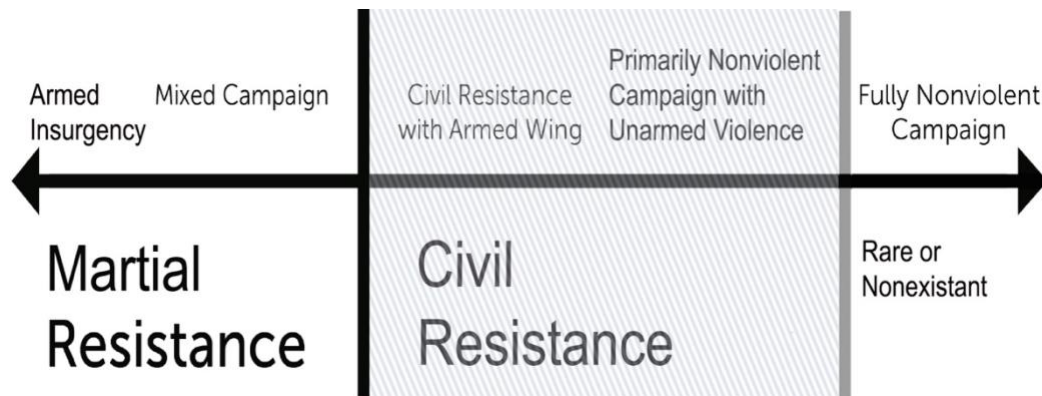 Armed
Insurgency
Mixed Campaign
Civil Resistance
with Armed Wing
Primarily Nonviolent
Campaign with
Unarmed Violence
Fully Nonviolent
Campaign
Martial
Resistance
Civil
Resistance
Rare or
Nonexistant